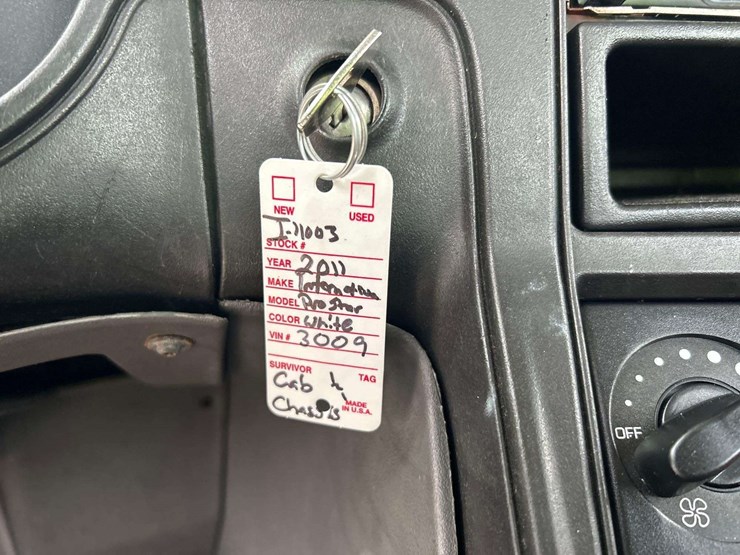 NEW USED
I-11003
STOCK #
YEAR 2011
MAKE International
MODEL ProStar
COLOR White
VIN # 3009
SURVIVOR TAG
Cab
Chassis
MADE
IN U.S.A.
OFF